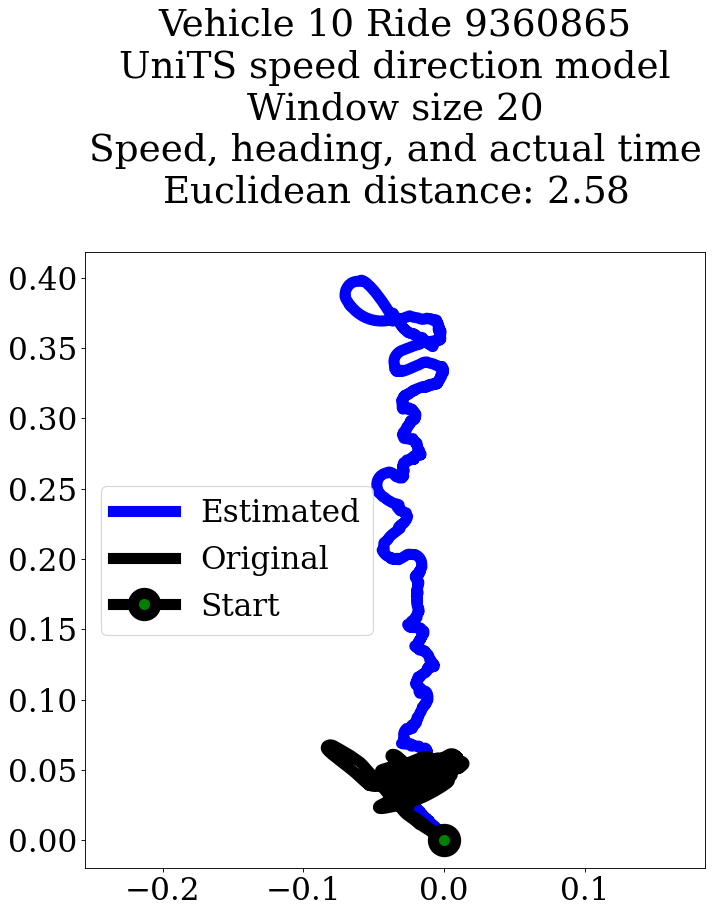 Vehicle 10 Ride 9360865
UniTS speed direction model
Window size 20
Speed, heading, and actual time
Euclidean distance: 2.58
0.40
0.35
0.30
0.25
0.20
0.15
0.10
0.05
0.00
Estimated
Original
Start
−0.2
−0.1
0.0
0.1